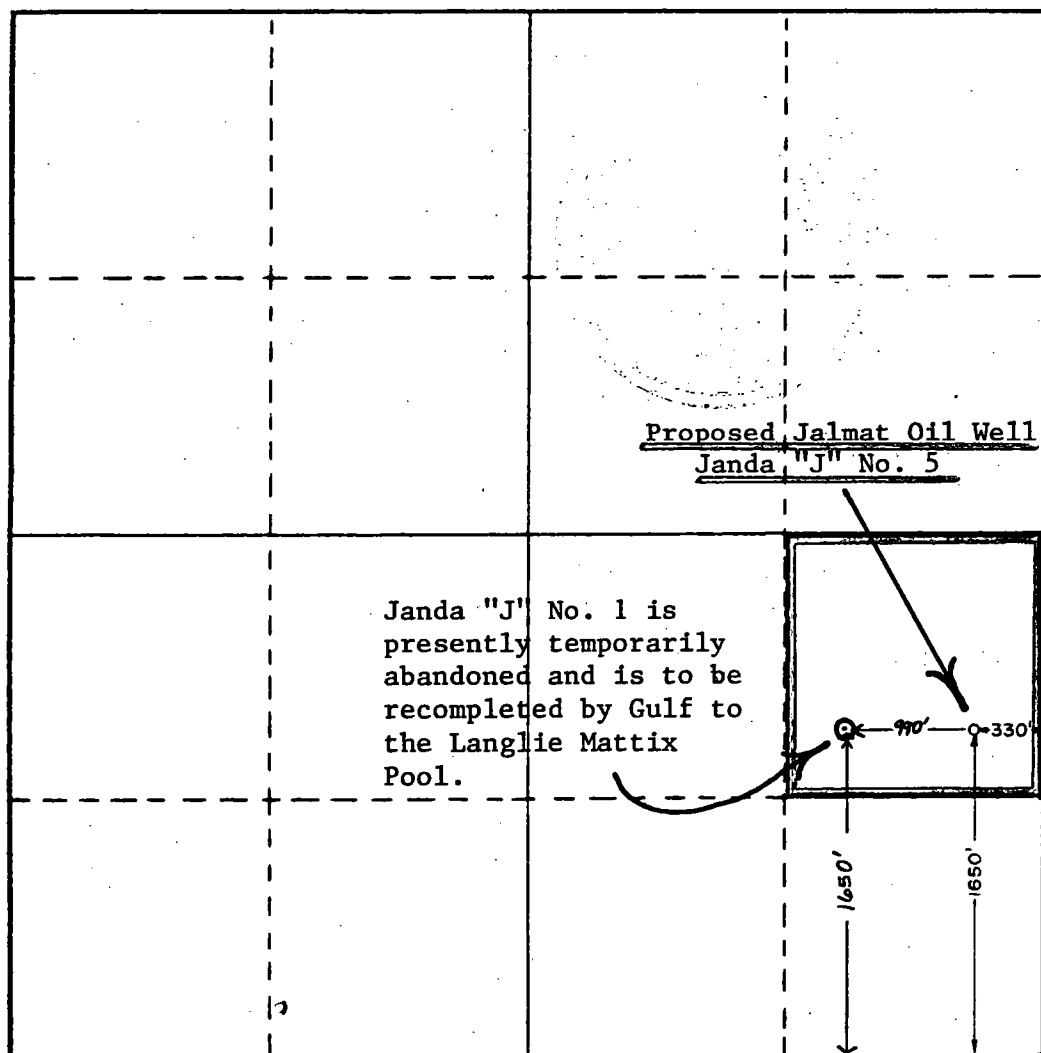 Proposed Jalmat Oil Well
Janda "J" No. 5
Janda "J" No. 1 is
presently temporarily
abandoned and is to be
recompleted by Gulf to
the Langlie Mattix
Pool.
990'
330'
1650'
1650'